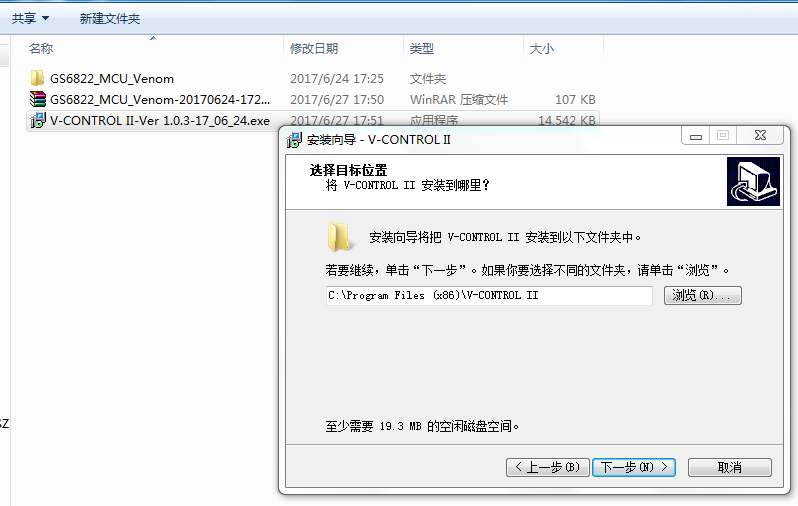 共享 新建文件夹
名称 修改日期 类型 大小
GS6822_MCU_Venom 2017/6/24 17:25 文件夹
GS6822_MCU_Venom-20170624-172... 2017/6/27 17:50 WinRAR 压缩文件 107 KB
V-CONTROL II-Ver 1.0.3-17_06_24.exe 2017/6/27 17:51 应用程序 14,542 KB
安装向导 - V-CONTROL II
选择目标位置
将 V-CONTROL II 安装到哪里?
安装向导将把 V-CONTROL II 安装到以下文件夹中。
若要继续,单击“下一步”。如果你要选择不同的文件夹,请单击“浏览”。
C:\Program Files (x86)\V-CONTROL II 浏览(R)...
SZ
至少需要 19.3 MB 的空闲磁盘空间。
< 上一步(B) 下一步(N) > 取消